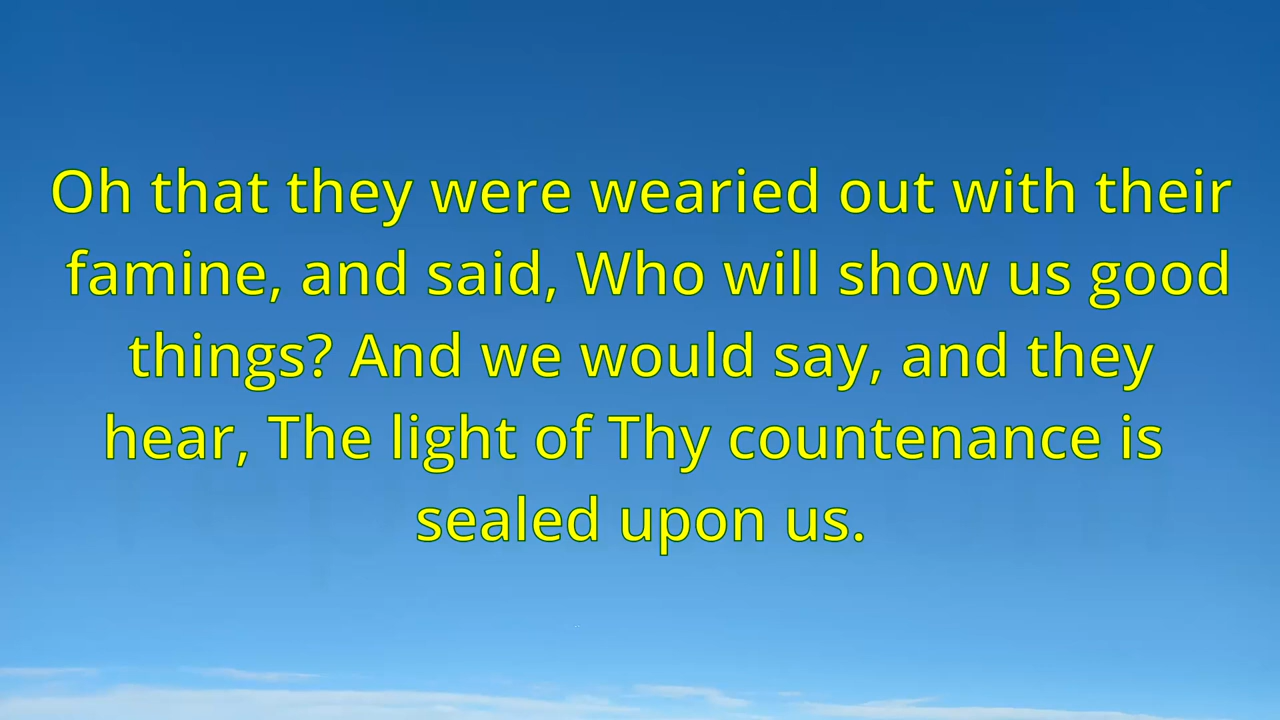 Oh that they were wearied out with their
famine, and said, Who will show us good
things? And we would say, and they
hear, The light of Thy countenance is
sealed upon us.